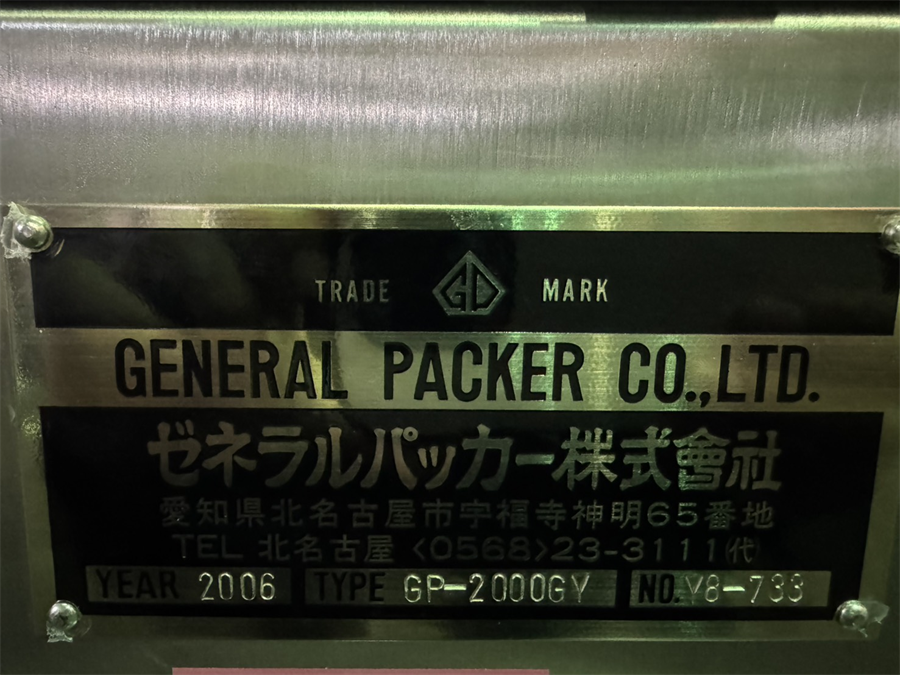 TRADE GP MARK
GENERAL PACKER CO.,LTD.
ゼネラルパッカー株式會社
愛知県北名古屋市宇福寺神明65番地
TEL 北名古屋〈0568〉23-3111㈹
YEAR 2006 TYPE GP-2000GY NO. Y8-733